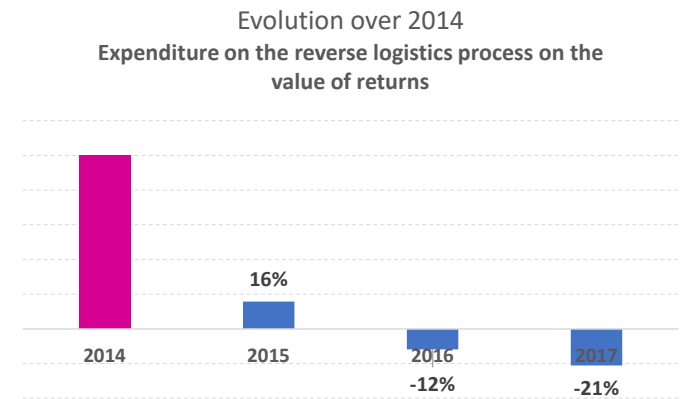 Evolution over 2014
Expenditure on the reverse logistics process on the
value of returns
16%
2014 2015 2016 2017
-12% -21%